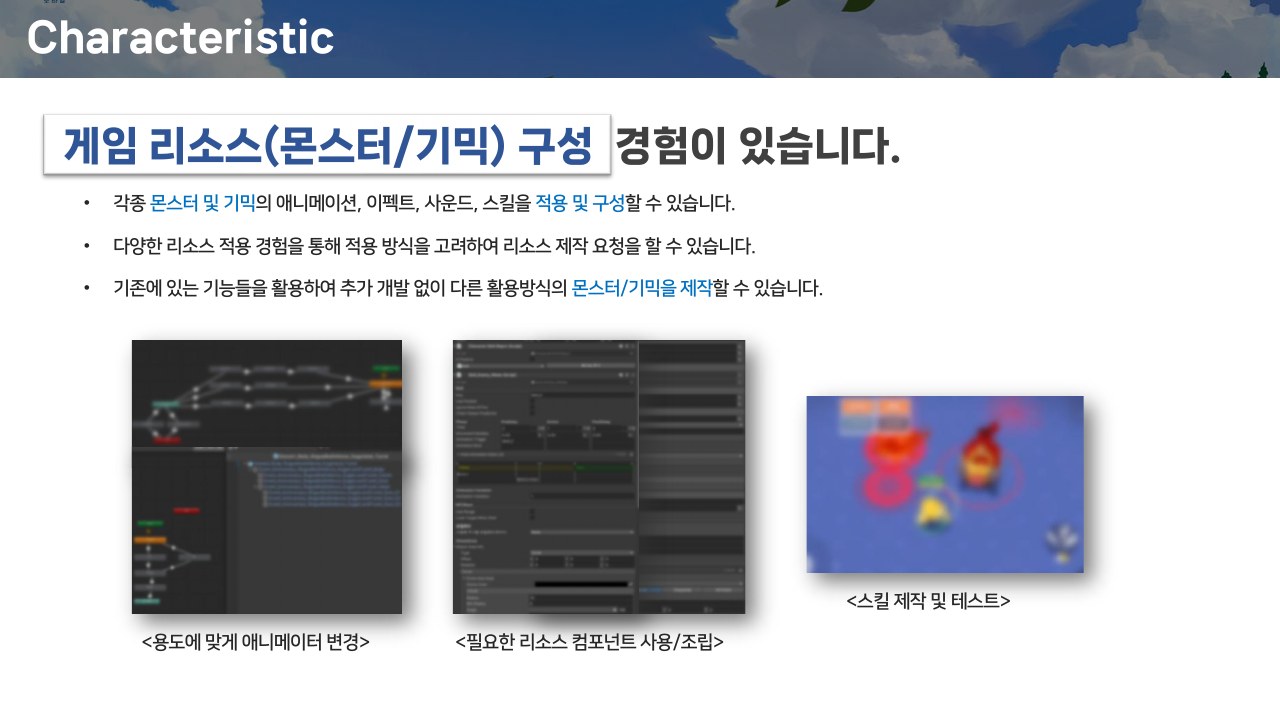 Characteristic
게임 리소스(몬스터/기믹) 구성 경험이 있습니다.
• 각종 몬스터 및 기믹의 애니메이션, 이펙트, 사운드, 스킬을 적용 및 구성할 수 있습니다.
• 다양한 리소스 적용 경험을 통해 적용 방식을 고려하여 리소스 제작 요청을 할 수 있습니다.
• 기존에 있는 기능들을 활용하여 추가 개발 없이 다른 활용방식의 몬스터/기믹을 제작할 수 있습니다.
<스킬 제작 및 테스트>
<용도에 맞게 애니메이터 변경>
<필요한 리소스 컴포넌트 사용/조립>